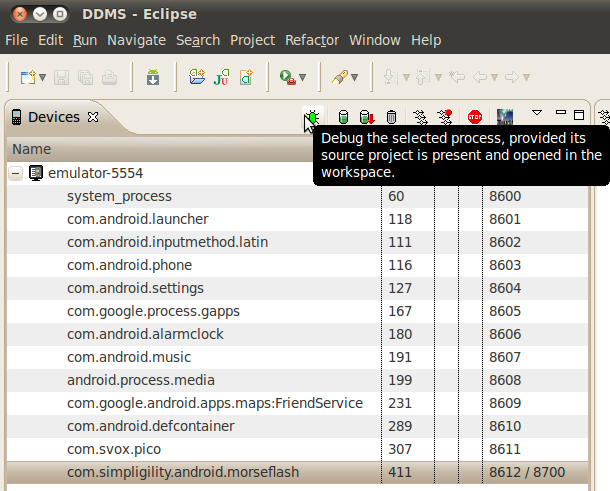 DDMS - Eclipse
File Edit Run Navigate Search Project Refactor Window Help
Devices
STOP
Debug the selected process, provided its
source project is present and opened in the
workspace.
Name
emulator-5554
system_process 60 8600
com.android.launcher 118 8601
com.android.inputmethod.latin 111 8602
com.android.phone 116 8603
com.android.settings 127 8604
com.google.process.gapps 167 8605
com.android.alarmclock 180 8606
com.android.music 191 8607
android.process.media 199 8608
com.google.android.apps.maps:FriendService 231 8609
com.android.defcontainer 289 8610
com.svox.pico 307 8611
com.simpligility.android.morseflash 411 8612 / 8700